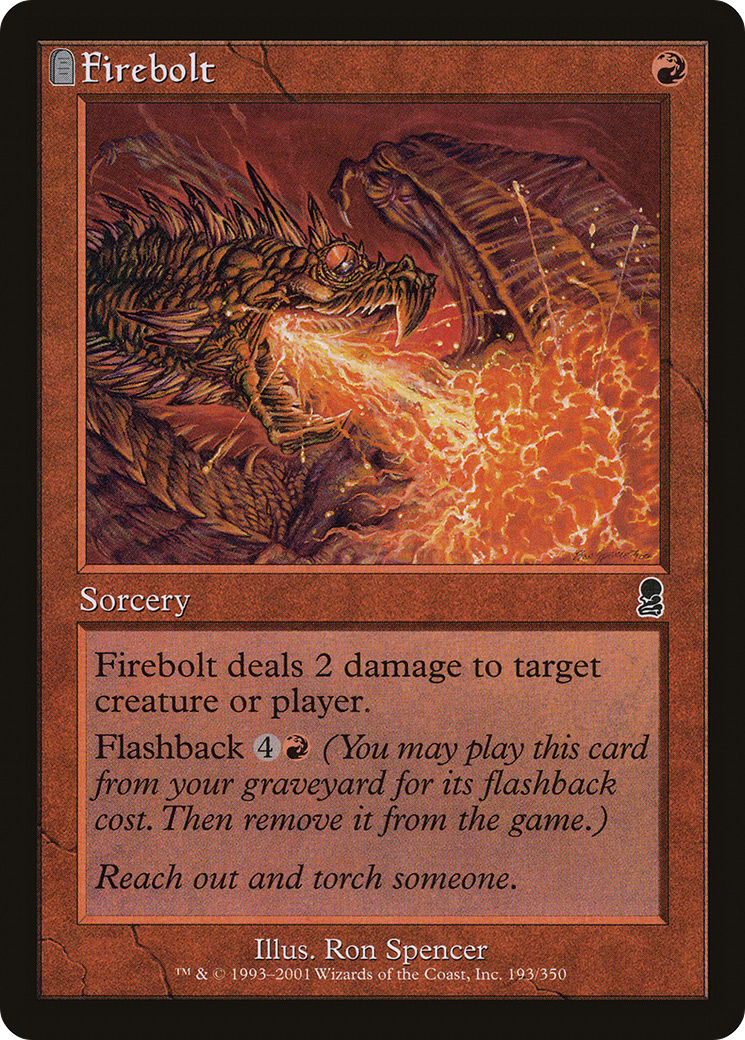 Firebolt
Sorcery
Firebolt deals 2 damage to target
creature or player.
Flashback 4 (You may play this card
from your graveyard for its flashback
cost. Then remove it from the game.)
Reach out and torch someone.
Illus. Ron Spencer
™ & © 1993–2001 Wizards of the Coast, Inc. 193/350